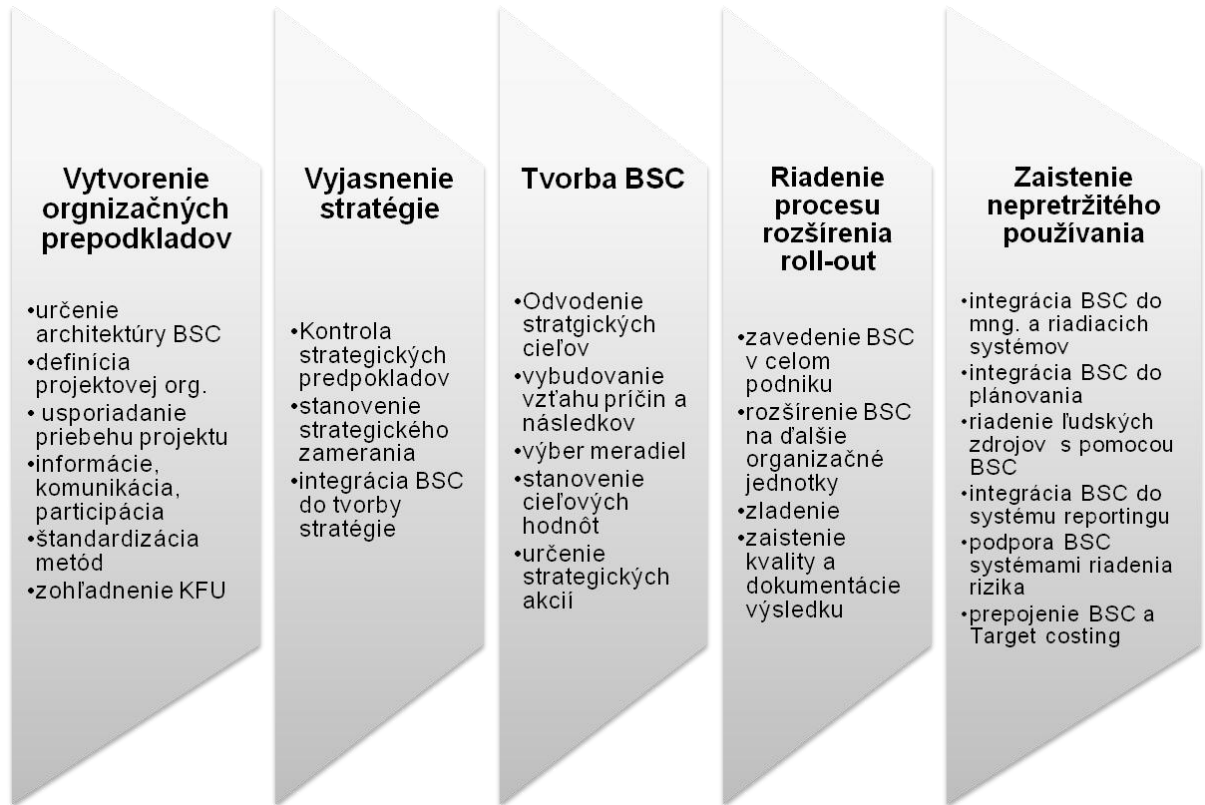 Vytvorenie
orgnizačných
prepodkladov
•určenie
architektúry BSC
•definícia
projektovej org.
• usporiadanie
priebehu projektu
•informácie,
komunikácia,
participácia
•štandardizácia
metód
•zohľadnenie KFU
Vyjasnenie
stratégie
•Kontrola
strategických
predpokladov
•stanovenie
strategického
zamerania
•integrácia BSC
do tvorby
stratégie
Tvorba BSC
•Odvodenie
stratgických
cieľov
•vybudovanie
vzťahu príčin a
následkov
•výber meradiel
•stanovenie
cieľových
hodnôt
•určenie
strategických
akcií
Riadenie
procesu
rozšírenia
roll-out
•zavedenie BSC
v celom
podniku
•rozšírenie BSC
na ďalšie
organizačné
jednotky
•zladenie
•zaistenie
kvality a
dokumentácie
výsledku
Zaistenie
nepretržitého
používania
•integrácia BSC do
mng. a riadiacich
systémov
•integrácia BSC do
plánovania
•riadenie ľudských
zdrojov s pomocou
BSC
•integrácia BSC do
systému reportingu
•podpora BSC
systémami riadenia
rizika
•prepojenie BSC a
Target costing